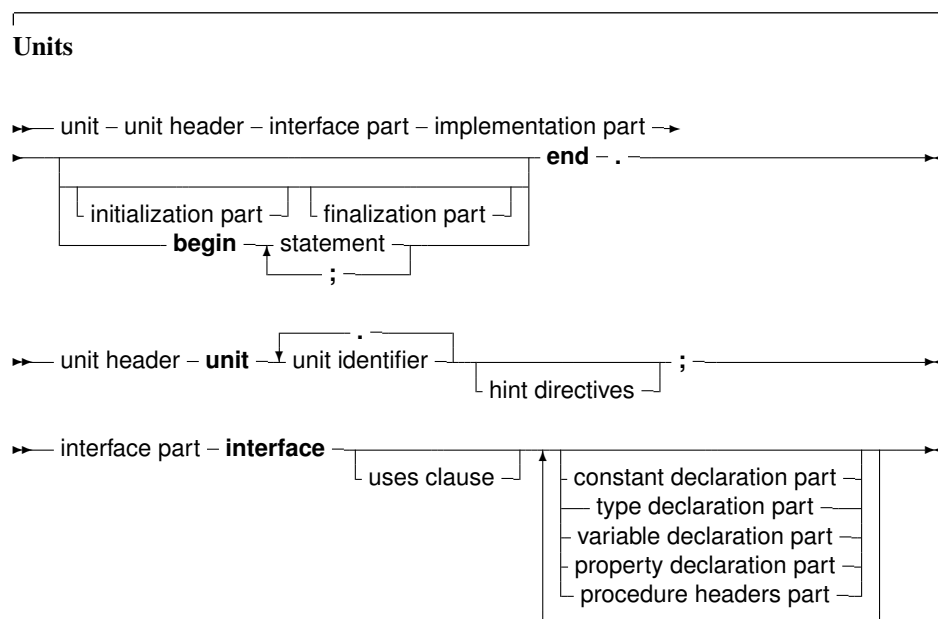 Units
unit – unit header – interface part – implementation part
end – .
initialization part finalization part
begin – statement
;
.
unit header – unit unit identifier ;
hint directives
interface part – interface
uses clause constant declaration part
type declaration part
variable declaration part
property declaration part
procedure headers part